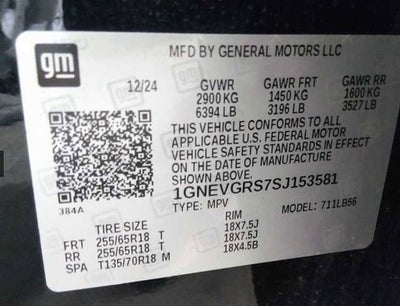 gm
MFD BY GENERAL MOTORS LLC
12/24 GVWR GAWR FRT GAWR RR
2900 KG 1450 KG 1600 KG
6394 LB 3196 LB 3527 LB
THIS VEHICLE CONFORMS TO ALL
APPLICABLE U.S. FEDERAL MOTOR
VEHICLE SAFETY STANDARDS IN EFFECT
ON THE DATE OF MANUFACTURE
SHOWN ABOVE.
1GNEVGRS7SJ153581
384A TYPE: MPV MODEL: 711LB56
TIRE SIZE RIM
FRT 255/65R18 T 18X7.5J
RR 255/65R18 T 18X7.5J
SPA T135/70R18 M 18X4.5B